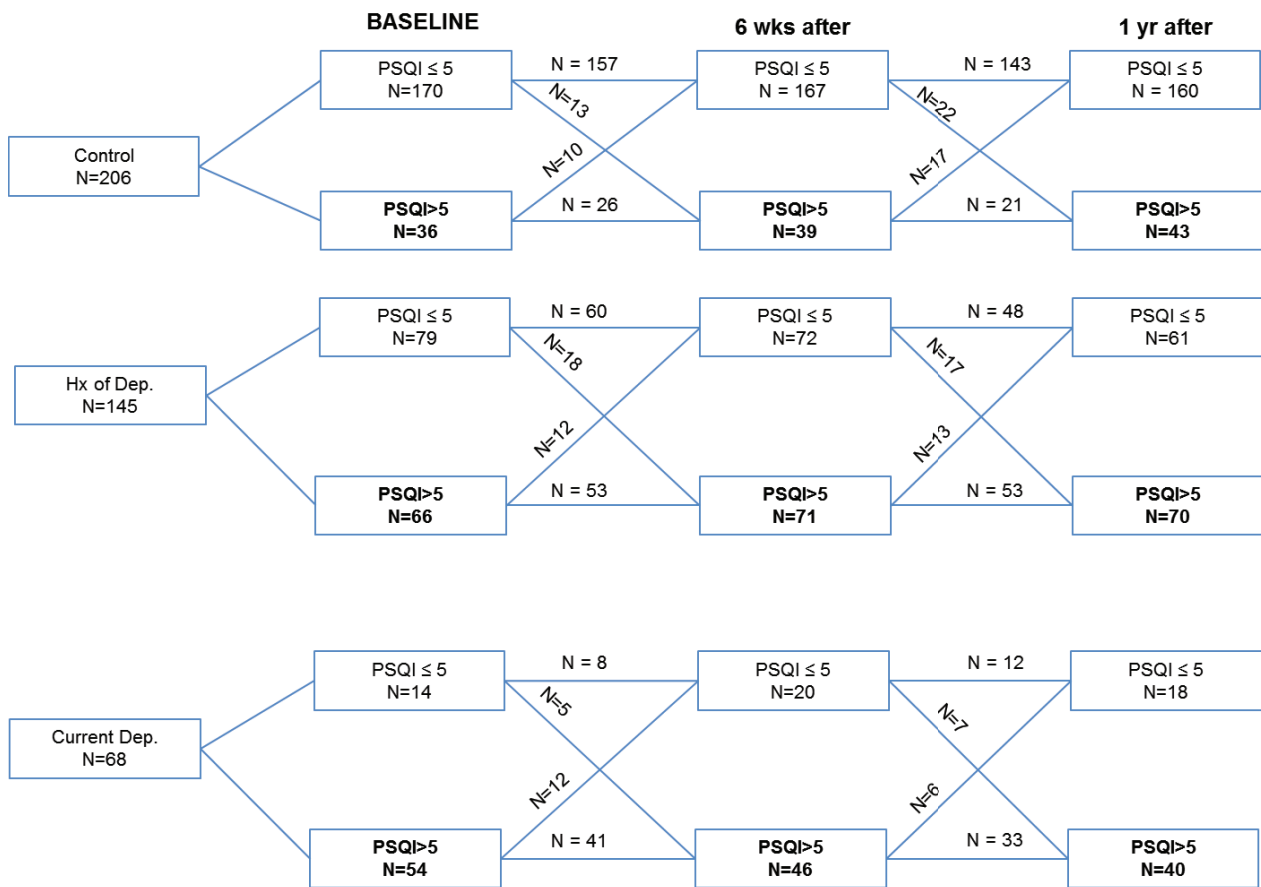 BASELINE
6 wks after
1 yr after
PSQI ≤ 5
N=170
N = 157
N=13
N=10
N = 26
PSQI ≤ 5
N = 167
N = 143
N=22
N=17
N = 21
PSQI ≤ 5
N = 160
Control
N=206
PSQI>5
N=36
PSQI>5
N=39
PSQI>5
N=43
PSQI ≤ 5
N=79
N = 60
N=18
N=12
N = 53
PSQI ≤ 5
N=72
N = 48
N=17
N=13
N = 53
PSQI ≤ 5
N=61
Hx of Dep.
N=145
PSQI>5
N=66
PSQI>5
N=71
PSQI>5
N=70
PSQI ≤ 5
N=14
N = 8
N=5
N=12
N = 41
PSQI ≤ 5
N=20
N = 12
N=7
N=6
N = 33
PSQI ≤ 5
N=18
Current Dep.
N=68
PSQI>5
N=54
PSQI>5
N=46
PSQI>5
N=40